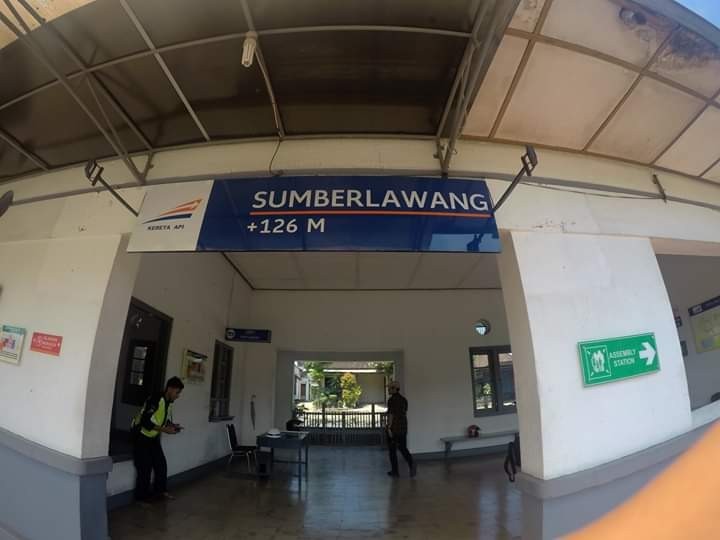 SUMBERLAWANG
+126 M
KERETA API
ASSEMBLY
STATION